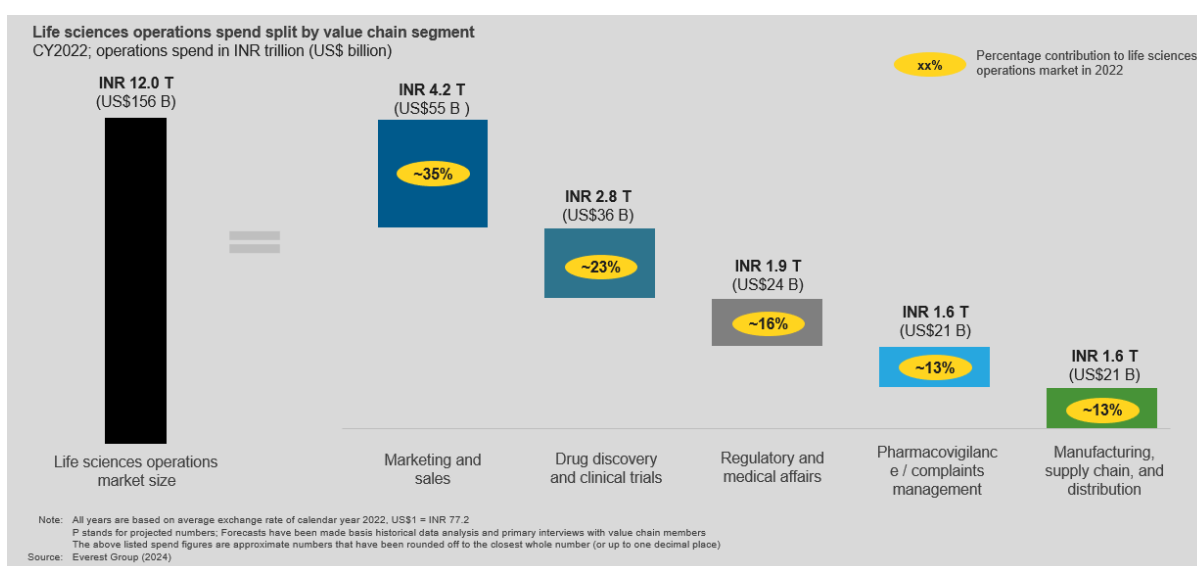 Life sciences operations spend split by value chain segment
CY2022; operations spend in INR trillion (US$ billion)
xx%
Percentage contribution to life sciences
operations market in 2022
INR 12.0 T
(US$156 B)
INR 4.2 T
(US$55 B )
~35%
INR 2.8 T
(US$36 B)
~23%
INR 1.9 T
(US$24 B)
~16%
INR 1.6 T
(US$21 B)
~13%
INR 1.6 T
(US$21 B)
~13%
Life sciences operations
market size
Marketing and
sales
Drug discovery
and clinical trials
Regulatory and
medical affairs
Pharmacovigilanc
e / complaints
management
Manufacturing,
supply chain, and
distribution
Note: All years are based on average exchange rate of calendar year 2022, US$1 = INR 77.2
P stands for projected numbers; Forecasts have been made basis historical data analysis and primary interviews with value chain members
The above listed spend figures are approximate numbers that have been rounded off to the closest whole number (or up to one decimal place)
Source: Everest Group (2024)